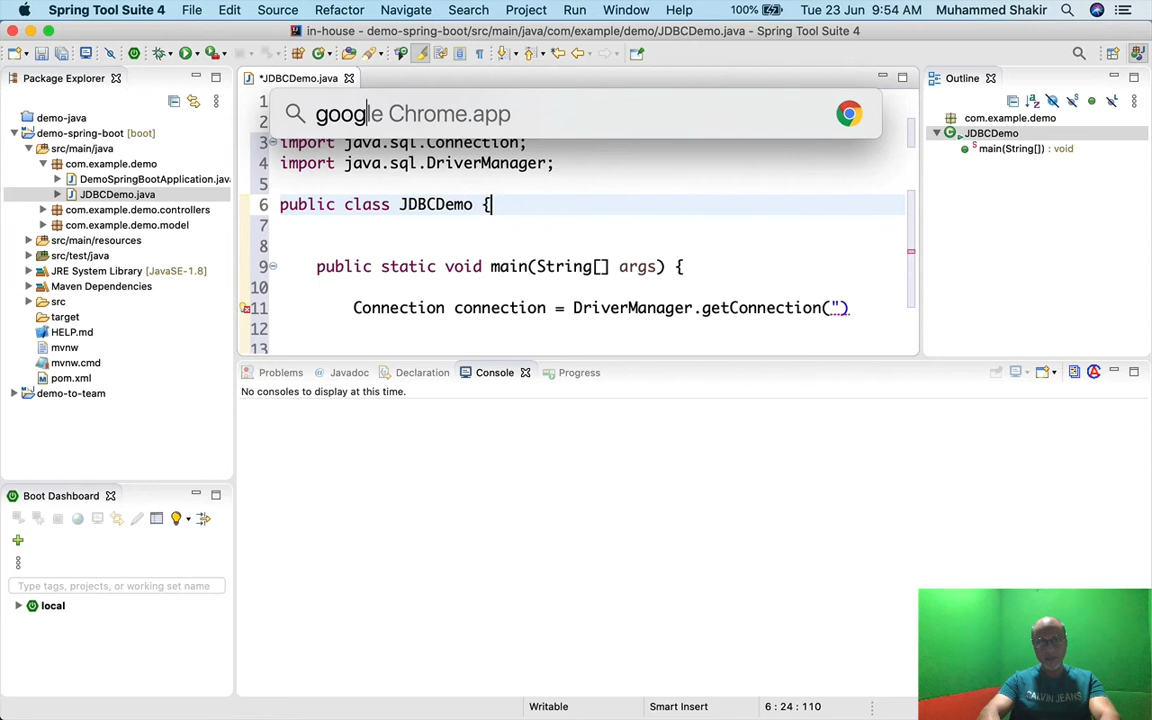 Spring Tool Suite 4 File Edit Source Refactor Navigate Search Project Run Window Help 100% Tue 23 Jun 9:54 AM Muhammed Shakir
in-house - demo-spring-boot/src/main/java/com/example/demo/JDBCDemo.java - Spring Tool Suite 4
Package Explorer
demo-java
demo-spring-boot [boot]
src/main/java
com.example.demo
DemoSpringBootApplication.java
JDBCDemo.java
com.example.demo.controllers
com.example.demo.model
src/main/resources
src/test/java
JRE System Library [JavaSE-1.8]
Maven Dependencies
src
target
HELP.md
mvnw
mvnw.cmd
pom.xml
demo-to-team
*JDBCDemo.java
google Chrome.app
1
2
3 import java.sql.Connection;
4 import java.sql.DriverManager;
5
6 public class JDBCDemo {
7
8
9 public static void main(String[] args) {
10
11 Connection connection = DriverManager.getConnection(")
12
13
Outline
com.example.demo
JDBCDemo
main(String[]) : void
Problems Javadoc Declaration Console Progress
No consoles to display at this time.
Boot Dashboard
Type tags, projects, or working set name
local
Writable Smart Insert 6 : 24 : 110
CALVIN JEANS